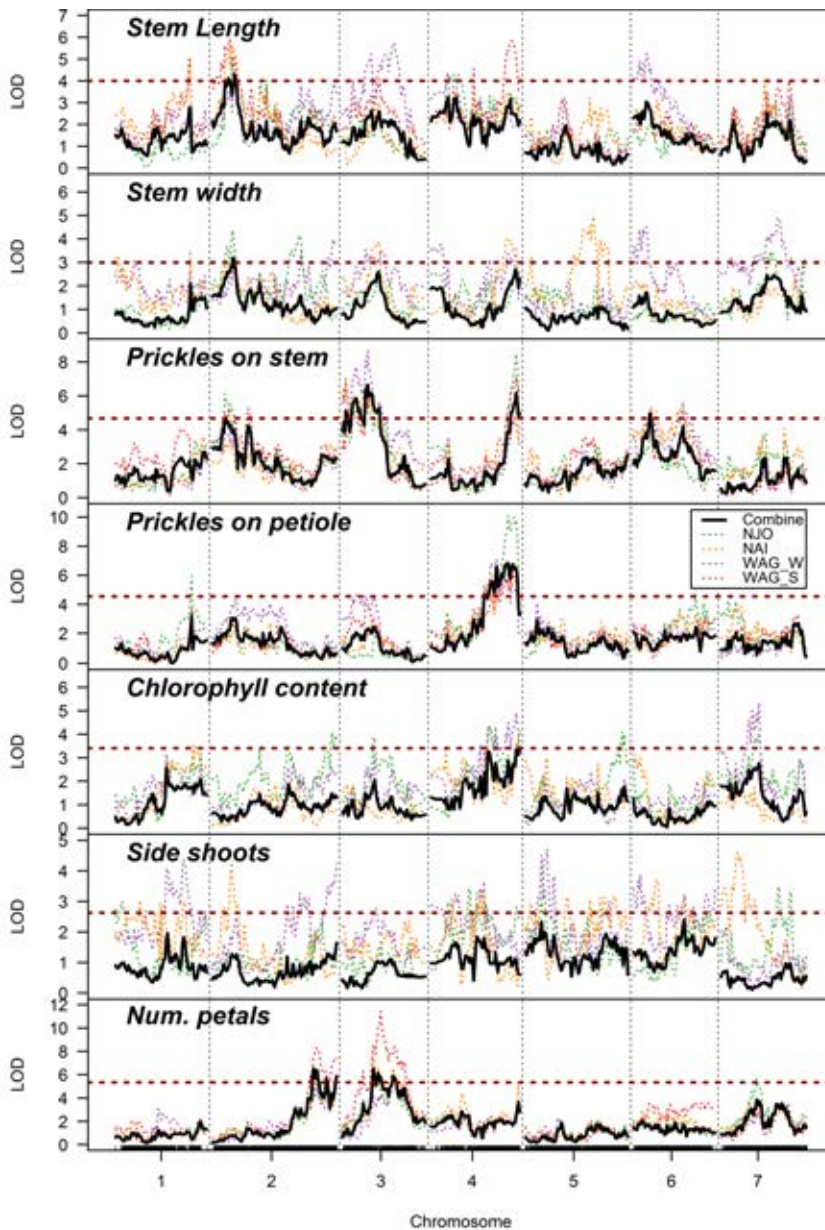 Stem Length
LOD
7
6
5
4
3
2
1
0
Stem width
LOD
6
5
4
3
2
1
0
Prickles on stem
LOD
8
6
4
2
0
Prickles on petiole
LOD
10
8
6
4
2
0
Combine
NJO
NAI
WAG_W
WAG_S
Chlorophyll content
LOD
6
5
4
3
2
1
0
Side shoots
LOD
5
4
3
2
1
0
Num. petals
LOD
12
10
8
6
4
2
0
1 2 3 4 5 6 7
Chromosome